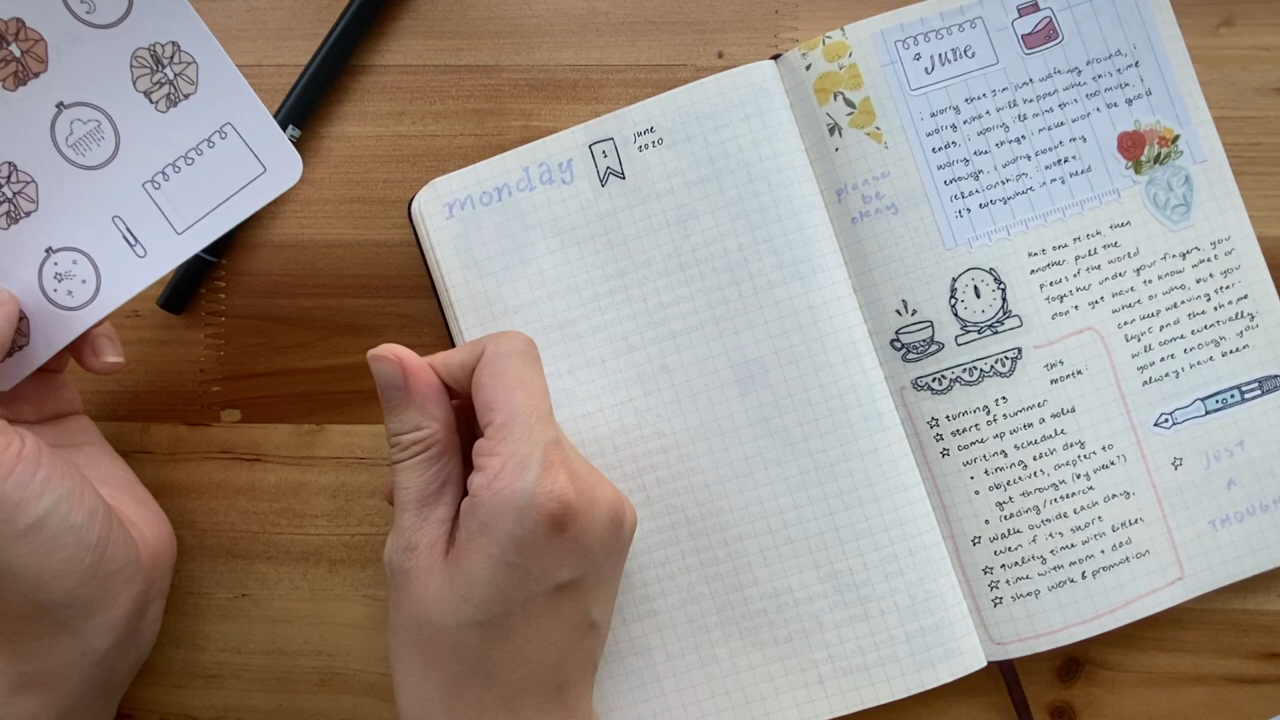 monday
1
june
2020
please
be
okay
june
i worry that i'm just wafting around, i
worry what will happen when this time
ends, i worry i'll miss this too much, i
worry the things i make won't be good
enough. i worry about my
relationships. i worry.
it's everywhere in my head.
knit one stitch, then
another. pull the
pieces of the world
together under your fingers. you
don't yet have to know what or
where or who, but you
can keep weaving star-
light and the shape
will come eventually.
you are enough. you
always have been.
this
month:
turning 23
start of summer
come up with a solid
writing schedule
timing each day
objectives, chapters to
get through (by week?)
reading/research
walk outside each day,
even if it's short
quality time with
time with mom + dad
shop work & promotion
JUST
A
THOUG